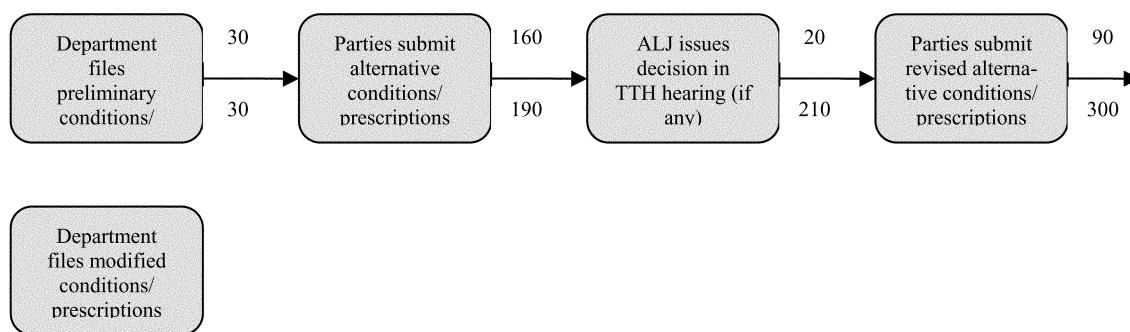 Department
files
preliminary
conditions/
30
30
Parties submit
alternative
conditions/
prescriptions
160
190
ALJ issues
decision in
TTH hearing (if
any)
20
210
Parties submit
revised alterna-
tive conditions/
prescriptions
90
300
Department
files modified
conditions/
prescriptions